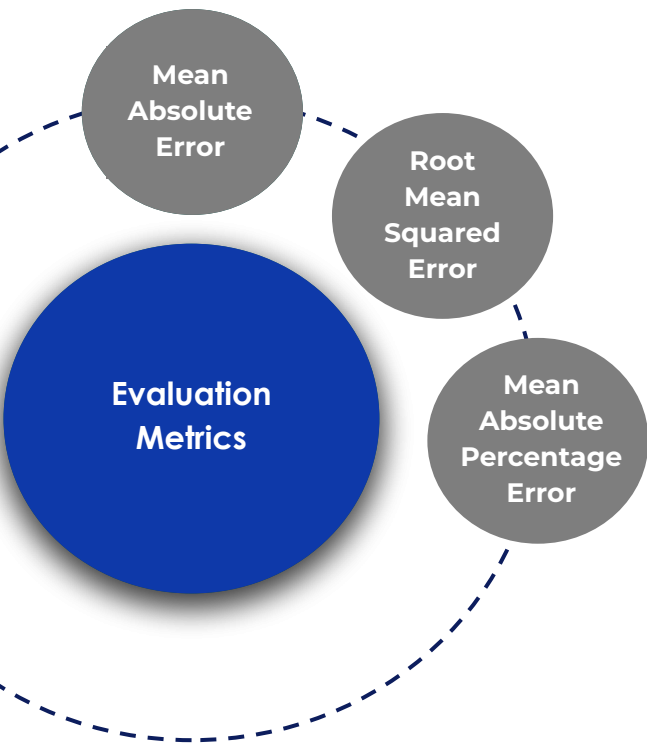 Mean
Absolute
Error
Root
Mean
Squared
Error
Evaluation
Metrics
Mean
Absolute
Percentage
Error